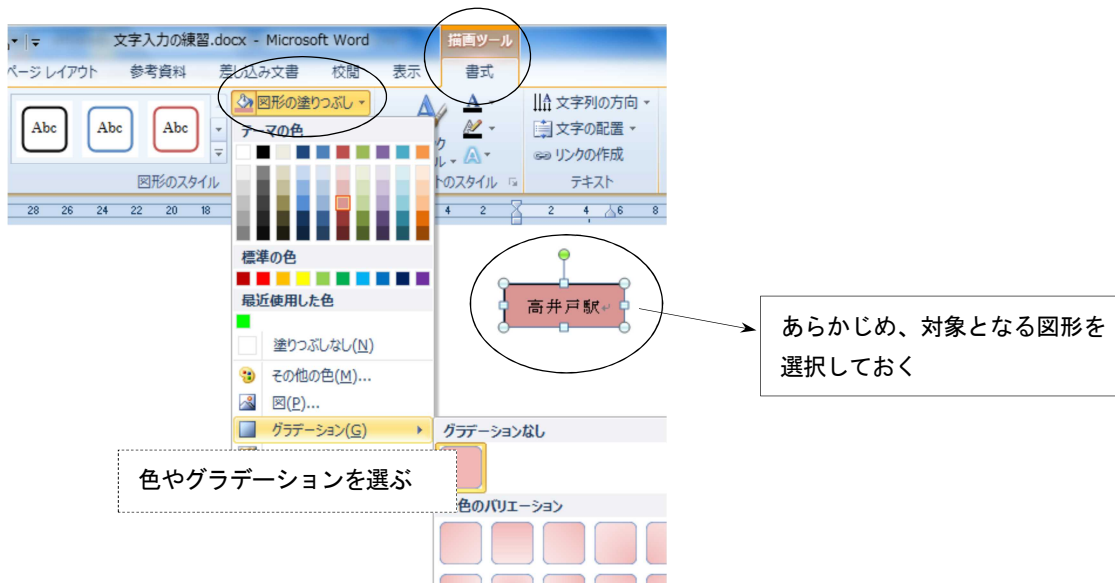 文字入力の練習.docx - Microsoft Word
描画ツール
ページ レイアウト 参考資料 差し込み文書 校閲 表示 書式
Abc Abc Abc
図形の塗りつぶし
文字列の方向
文字の配置
リンクの作成
図形のスタイル
トのスタイル
テキスト
28 26 24 22 20 18 4 2 2 4 6 8
テーマの色
標準の色
最近使用した色
塗りつぶしなし(N)
その他の色(M)...
図(P)...
グラデーション(G)
高井戸駅
あらかじめ、対象となる図形を
選択しておく
グラデーションなし
色やグラデーションを選ぶ
色のバリエーション